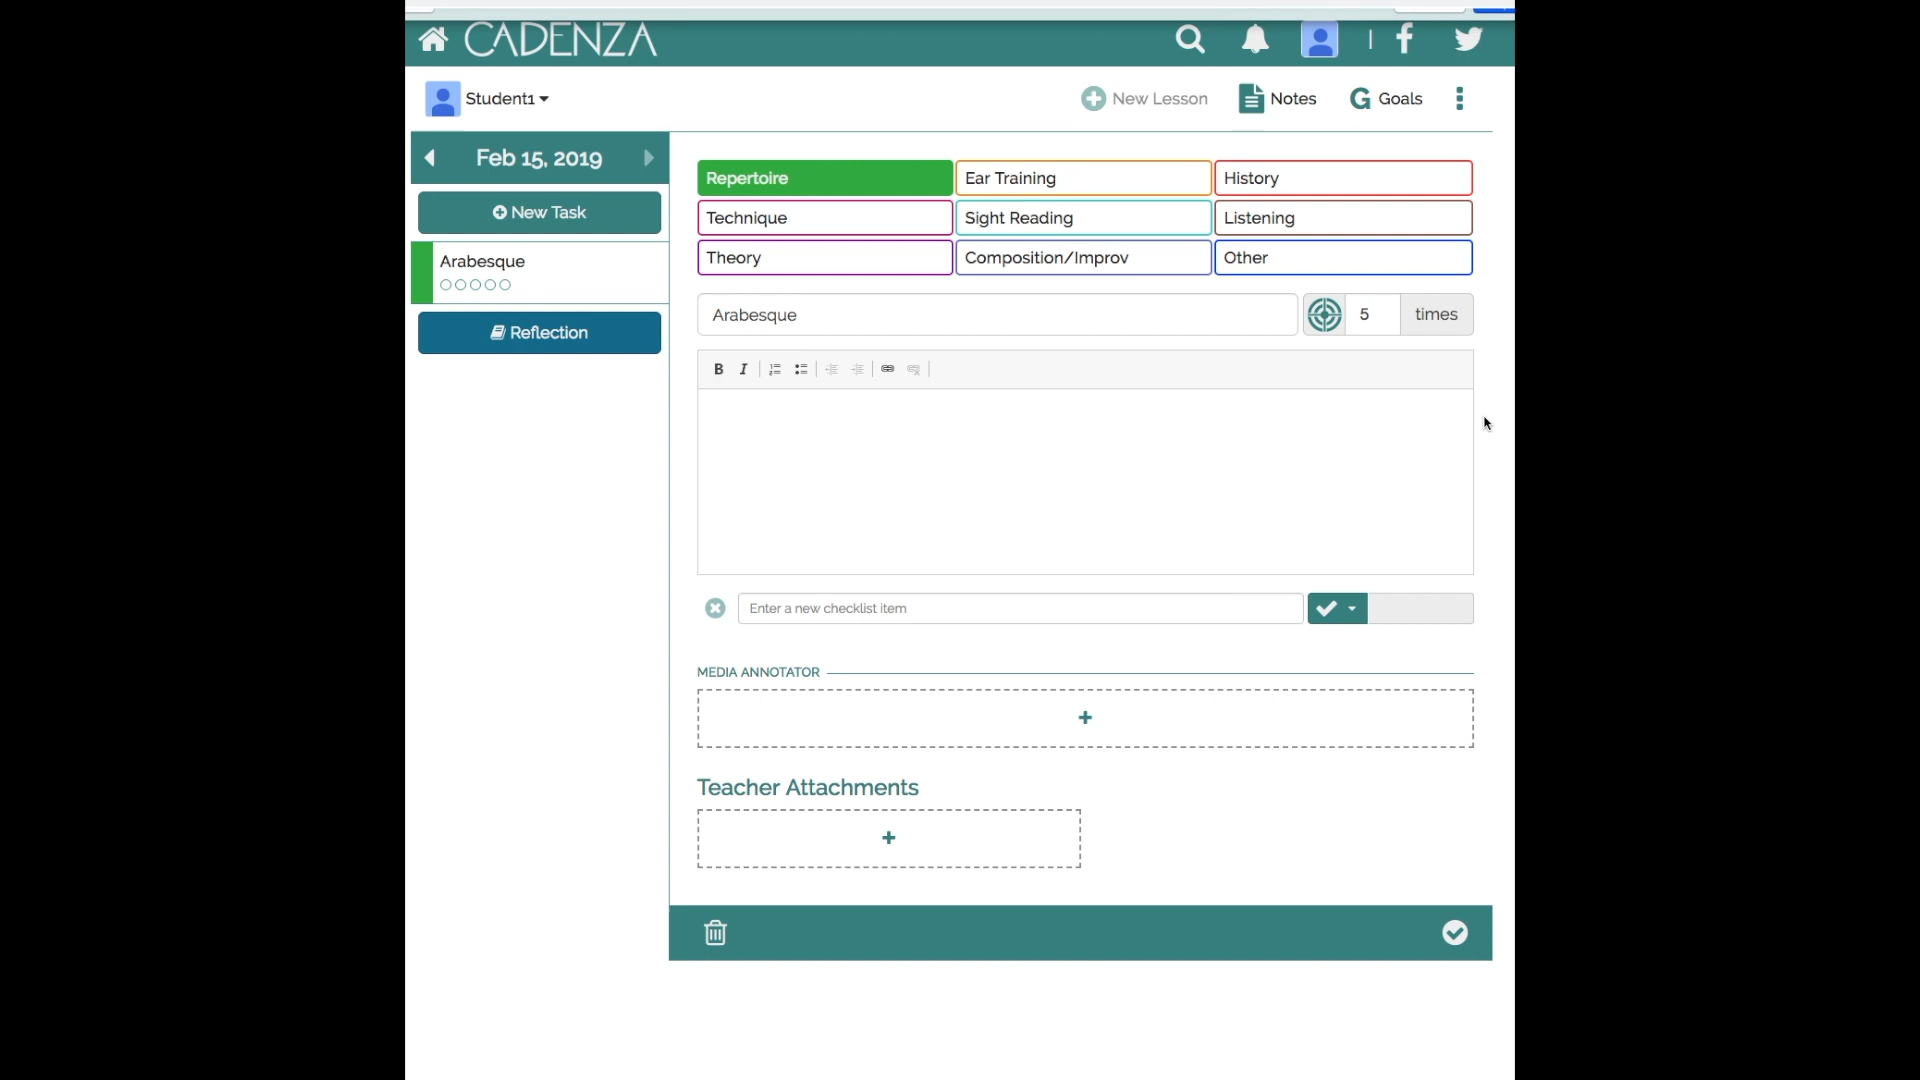 CADENZA
Student1
New Lesson
Notes
G Goals
Feb 15, 2019
New Task
Arabesque
Reflection
Repertoire
Ear Training
History
Technique
Sight Reading
Listening
Theory
Composition/Improv
Other
Arabesque
5
times
B I
Enter a new checklist item
MEDIA ANNOTATOR
Teacher Attachments